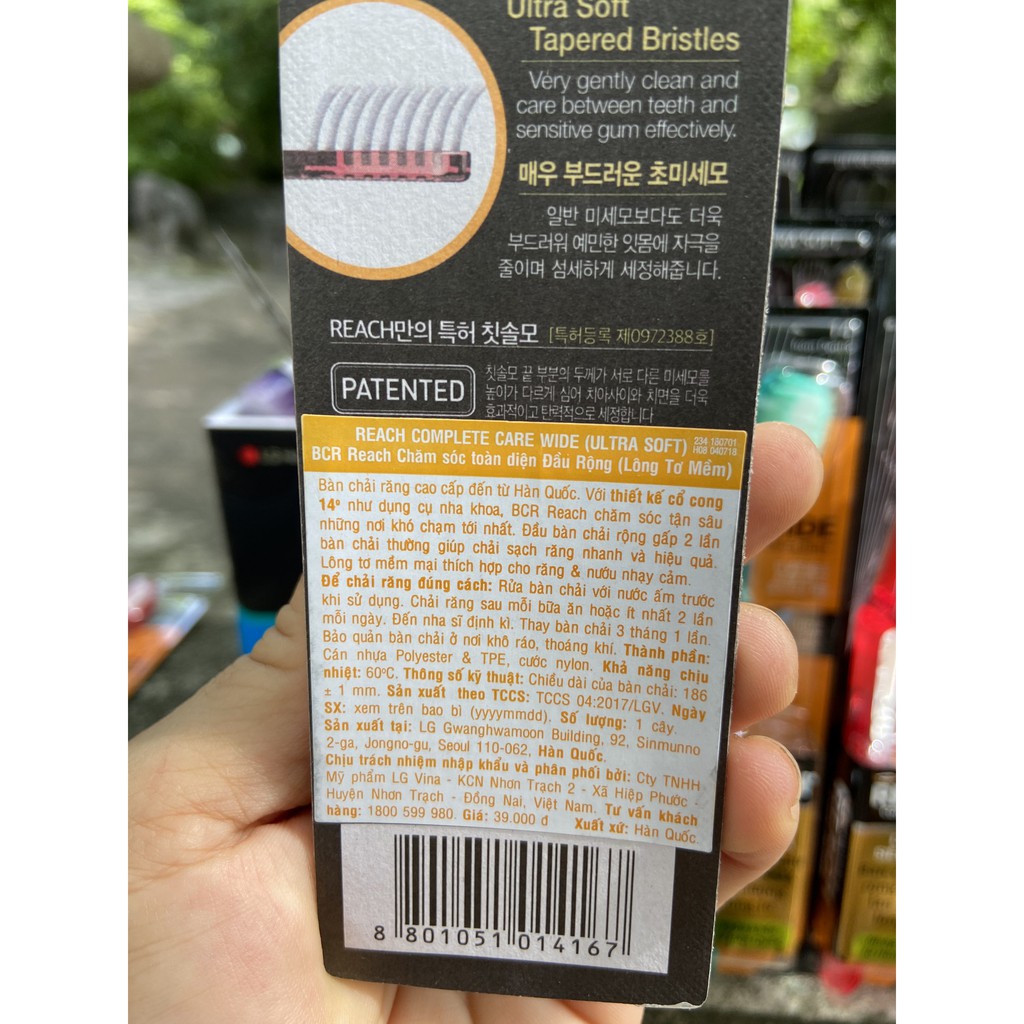 Ultra Soft
Tapered Bristles
Very gently clean and
care between teeth and
sensitive gum effectively.
매우 부드러운 초미세모
일반 미세모보다도 더욱
부드러워 예민한 잇몸에 자극을
줄이며 섬세하게 세정해줍니다.
REACH만의 특허 칫솔모 [특허등록 제0972388호]
PATENTED
칫솔모 끝 부분의 두께가 서로 다른 미세모를
높이가 다르게 심어 치아사이와 치면을 더욱
효과적이고 탄력적으로 세정합니다
REACH COMPLETE CARE WIDE (ULTRA SOFT) 234 180701
BCR Reach Chăm sóc toàn diện Đầu Rộng (Lông Tơ Mềm) H08 040718
Bàn chải răng cao cấp đến từ Hàn Quốc. Với thiết kế cổ cong
14º như dụng cụ nha khoa, BCR Reach chăm sóc tận sâu
những nơi khó chạm tới nhất. Đầu bàn chải rộng gấp 2 lần
bàn chải thường giúp chải sạch răng nhanh và hiệu quả.
Lông tơ mềm mại thích hợp cho răng & nướu nhạy cảm.
Để chải răng đúng cách: Rửa bàn chải với nước ấm trước
khi sử dụng. Chải răng sau mỗi bữa ăn hoặc ít nhất 2 lần
mỗi ngày. Đến nha sĩ định kì. Thay bàn chải 3 tháng 1 lần.
Bảo quản bàn chải ở nơi khô ráo, thoáng khí. Thành phần:
Cán nhựa Polyester & TPE, cước nylon. Khả năng chịu
nhiệt: 60ºC. Thông số kỹ thuật: Chiều dài của bàn chải: 186
± 1 mm. Sản xuất theo TCCS: TCCS 04:2017/LGV. Ngày
SX: xem trên bao bì (yyyymmdd). Số lượng: 1 cây.
Sản xuất tại: LG Gwanghwamoon Building, 92, Sinmunno
2-ga, Jongno-gu, Seoul 110-062, Hàn Quốc.
Chịu trách nhiệm nhập khẩu và phân phối bởi: Cty TNHH
Mỹ phẩm LG Vina - KCN Nhơn Trạch 2 - Xã Hiệp Phước -
Huyện Nhơn Trạch - Đồng Nai, Việt Nam. Tư vấn khách
hàng: 1800 599 980. Giá: 39.000 đ Xuất xứ: Hàn Quốc.
8 801051 014167